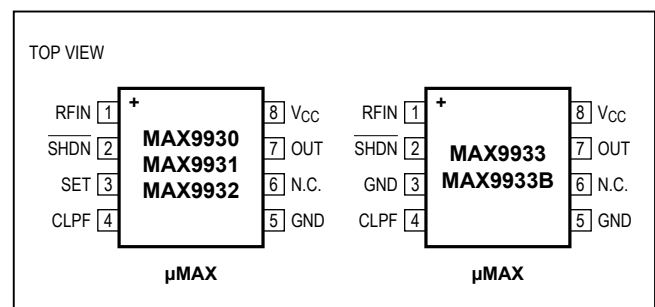 TOP VIEW
RFIN 1
SHDN 2
SET 3
CLPF 4
+
MAX9930
MAX9931
MAX9932
8 VCC
7 OUT
6 N.C.
5 GND
µMAX
RFIN 1
SHDN 2
GND 3
CLPF 4
+
MAX9933
MAX9933B
8 VCC
7 OUT
6 N.C.
5 GND
µMAX